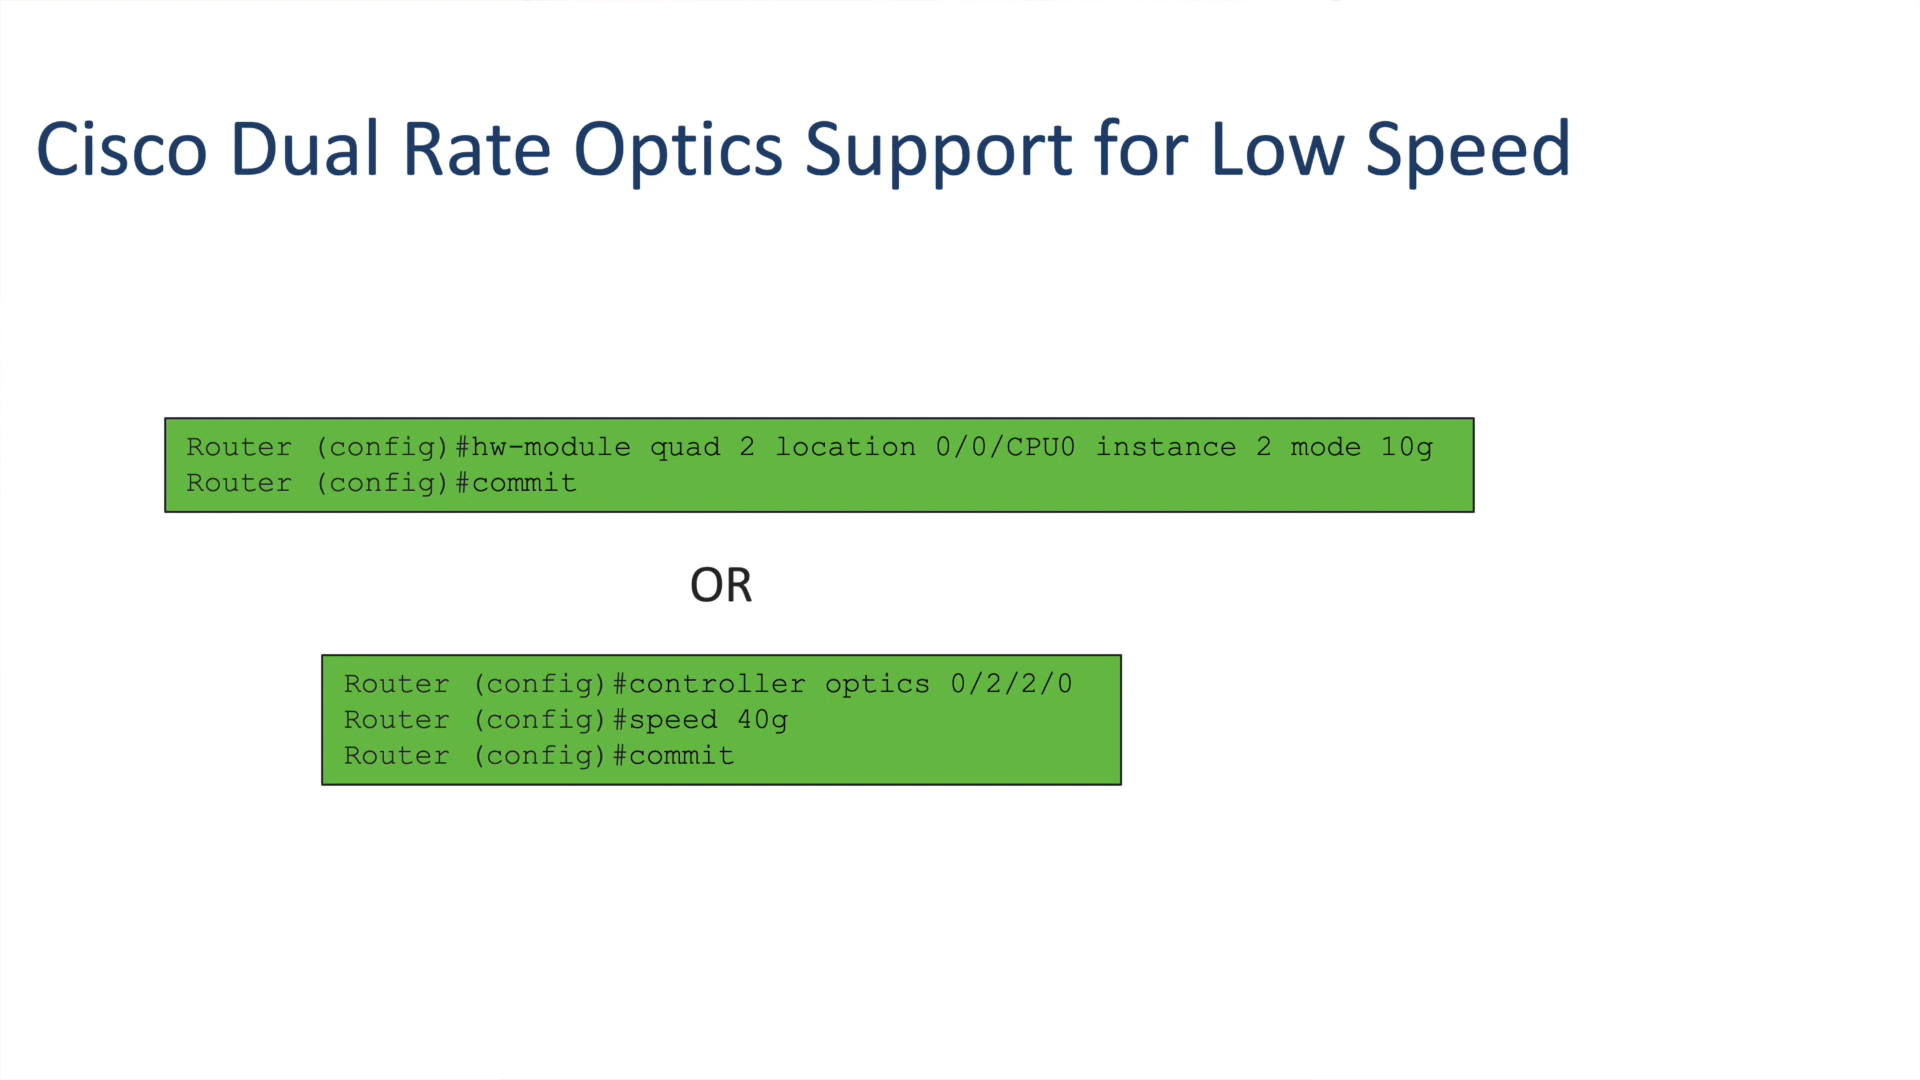 Cisco Dual Rate Optics Support for Low Speed
Router (config)#hw-module quad 2 location 0/0/CPU0 instance 2 mode 10g
Router (config)#commit
OR
Router (config)#controller optics 0/2/2/0
Router (config)#speed 40g
Router (config)#commit